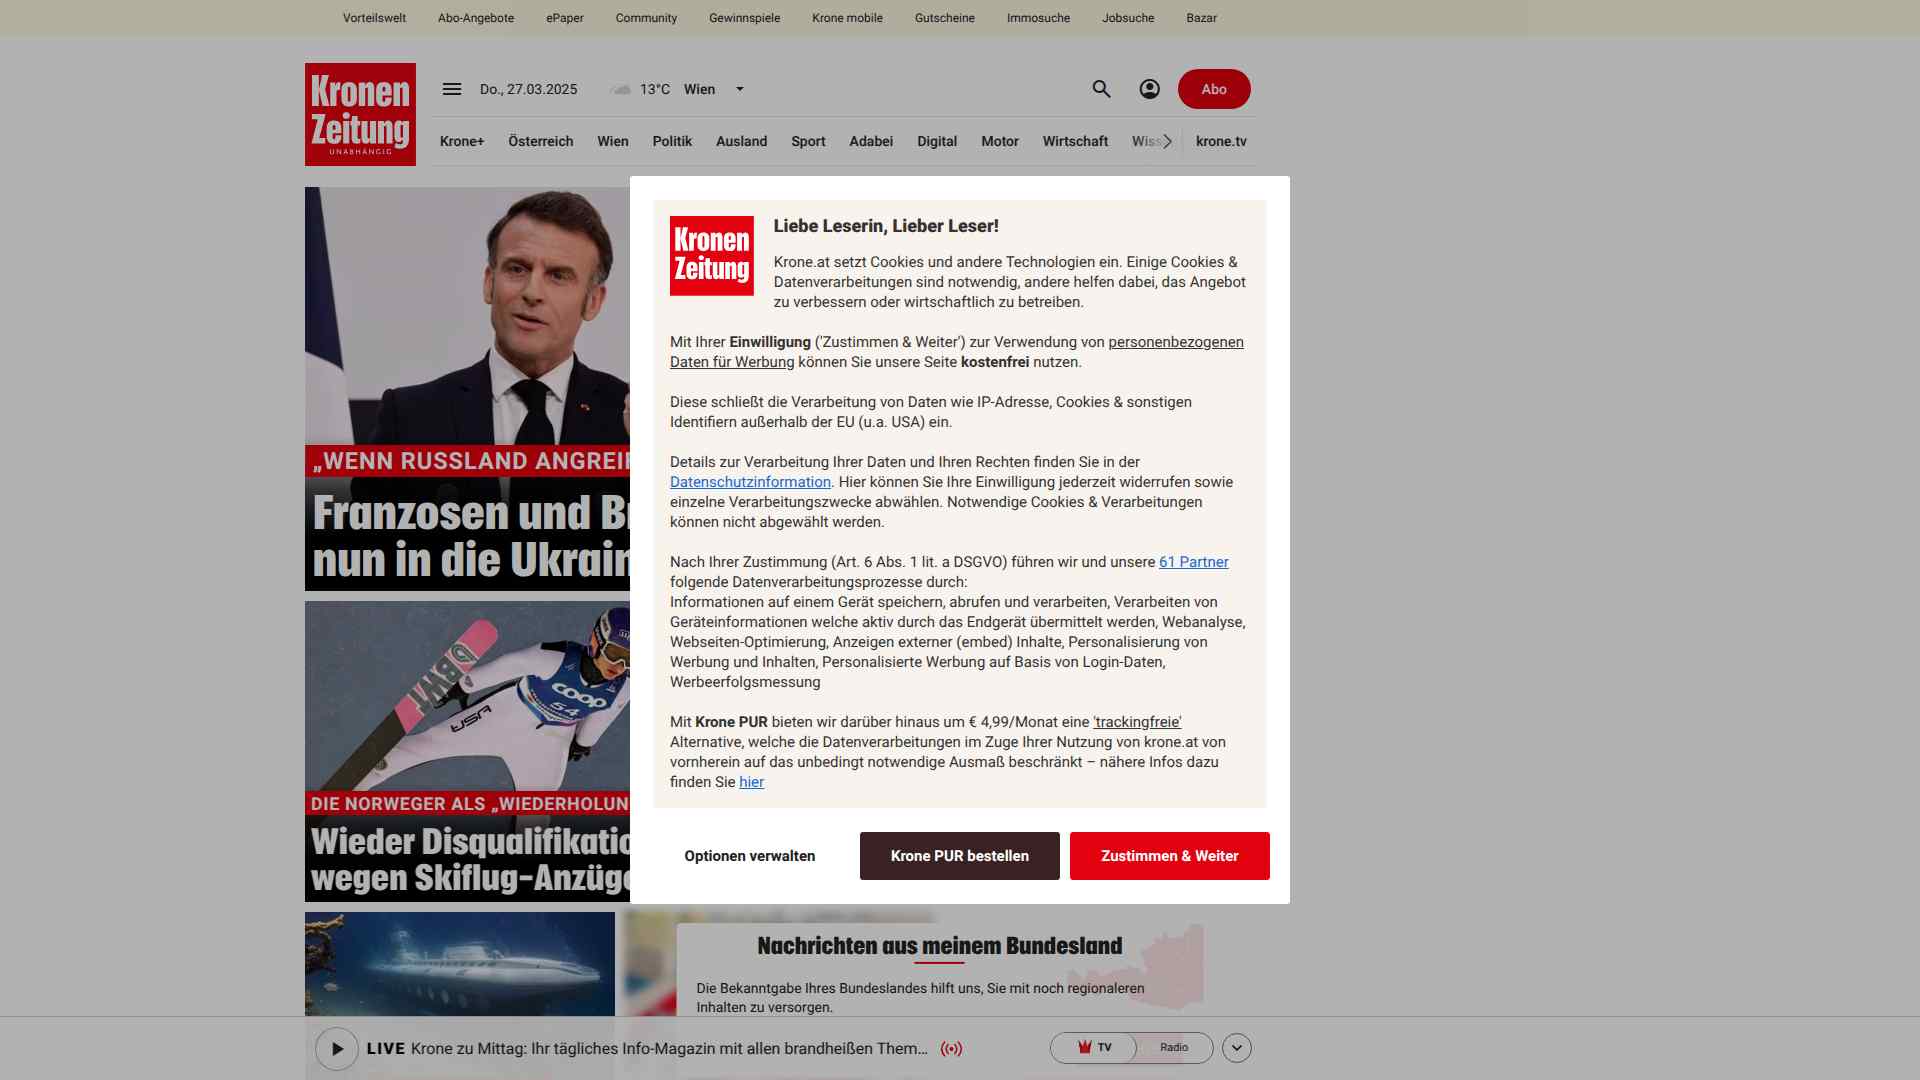 Vorteilswelt Abo-Angebote ePaper Community Gewinnspiele Krone mobile Gutscheine Immosuche Jobsuche Bazar
Kronen
Zeitung
UNABHÄNGIG
Do., 27.03.2025 13°C Wien
Abo
Krone+ Österreich Wien Politik Ausland Sport Adabei Digital Motor Wirtschaft Wiss krone.tv
„WENN RUSSLAND ANGREIF
Franzosen und B
nun in die Ukrain
coop
54
USA
BWT
DIE NORWEGER ALS „WIEDERHOLUN
Wieder Disqualifikatio
wegen Skiflug-Anzüge
Kronen
Zeitung
Liebe Leserin, Lieber Leser!
Krone.at setzt Cookies und andere Technologien ein. Einige Cookies &
Datenverarbeitungen sind notwendig, andere helfen dabei, das Angebot
zu verbessern oder wirtschaftlich zu betreiben.
Mit Ihrer Einwilligung ('Zustimmen & Weiter') zur Verwendung von personenbezogenen
Daten für Werbung können Sie unsere Seite kostenfrei nutzen.
Diese schließt die Verarbeitung von Daten wie IP-Adresse, Cookies & sonstigen
Identifiern außerhalb der EU (u.a. USA) ein.
Details zur Verarbeitung Ihrer Daten und Ihren Rechten finden Sie in der
Datenschutzinformation. Hier können Sie Ihre Einwilligung jederzeit widerrufen sowie
einzelne Verarbeitungszwecke abwählen. Notwendige Cookies & Verarbeitungen
können nicht abgewählt werden.
Nach Ihrer Zustimmung (Art. 6 Abs. 1 lit. a DSGVO) führen wir und unsere 61 Partner
folgende Datenverarbeitungsprozesse durch:
Informationen auf einem Gerät speichern, abrufen und verarbeiten, Verarbeiten von
Geräteinformationen welche aktiv durch das Endgerät übermittelt werden, Webanalyse,
Webseiten-Optimierung, Anzeigen externer (embed) Inhalte, Personalisierung von
Werbung und Inhalten, Personalisierte Werbung auf Basis von Login-Daten,
Werbeerfolgsmessung
Mit Krone PUR bieten wir darüber hinaus um € 4,99/Monat eine 'trackingfreie'
Alternative, welche die Datenverarbeitungen im Zuge Ihrer Nutzung von krone.at von
vornherein auf das unbedingt notwendige Ausmaß beschränkt – nähere Infos dazu
finden Sie hier
Optionen verwalten Krone PUR bestellen Zustimmen & Weiter
Nachrichten aus meinem Bundesland
Die Bekanntgabe Ihres Bundeslandes hilft uns, Sie mit noch regionaleren
Inhalten zu versorgen.
LIVE Krone zu Mittag: Ihr tägliches Info-Magazin mit allen brandheißen Them... TV Radio